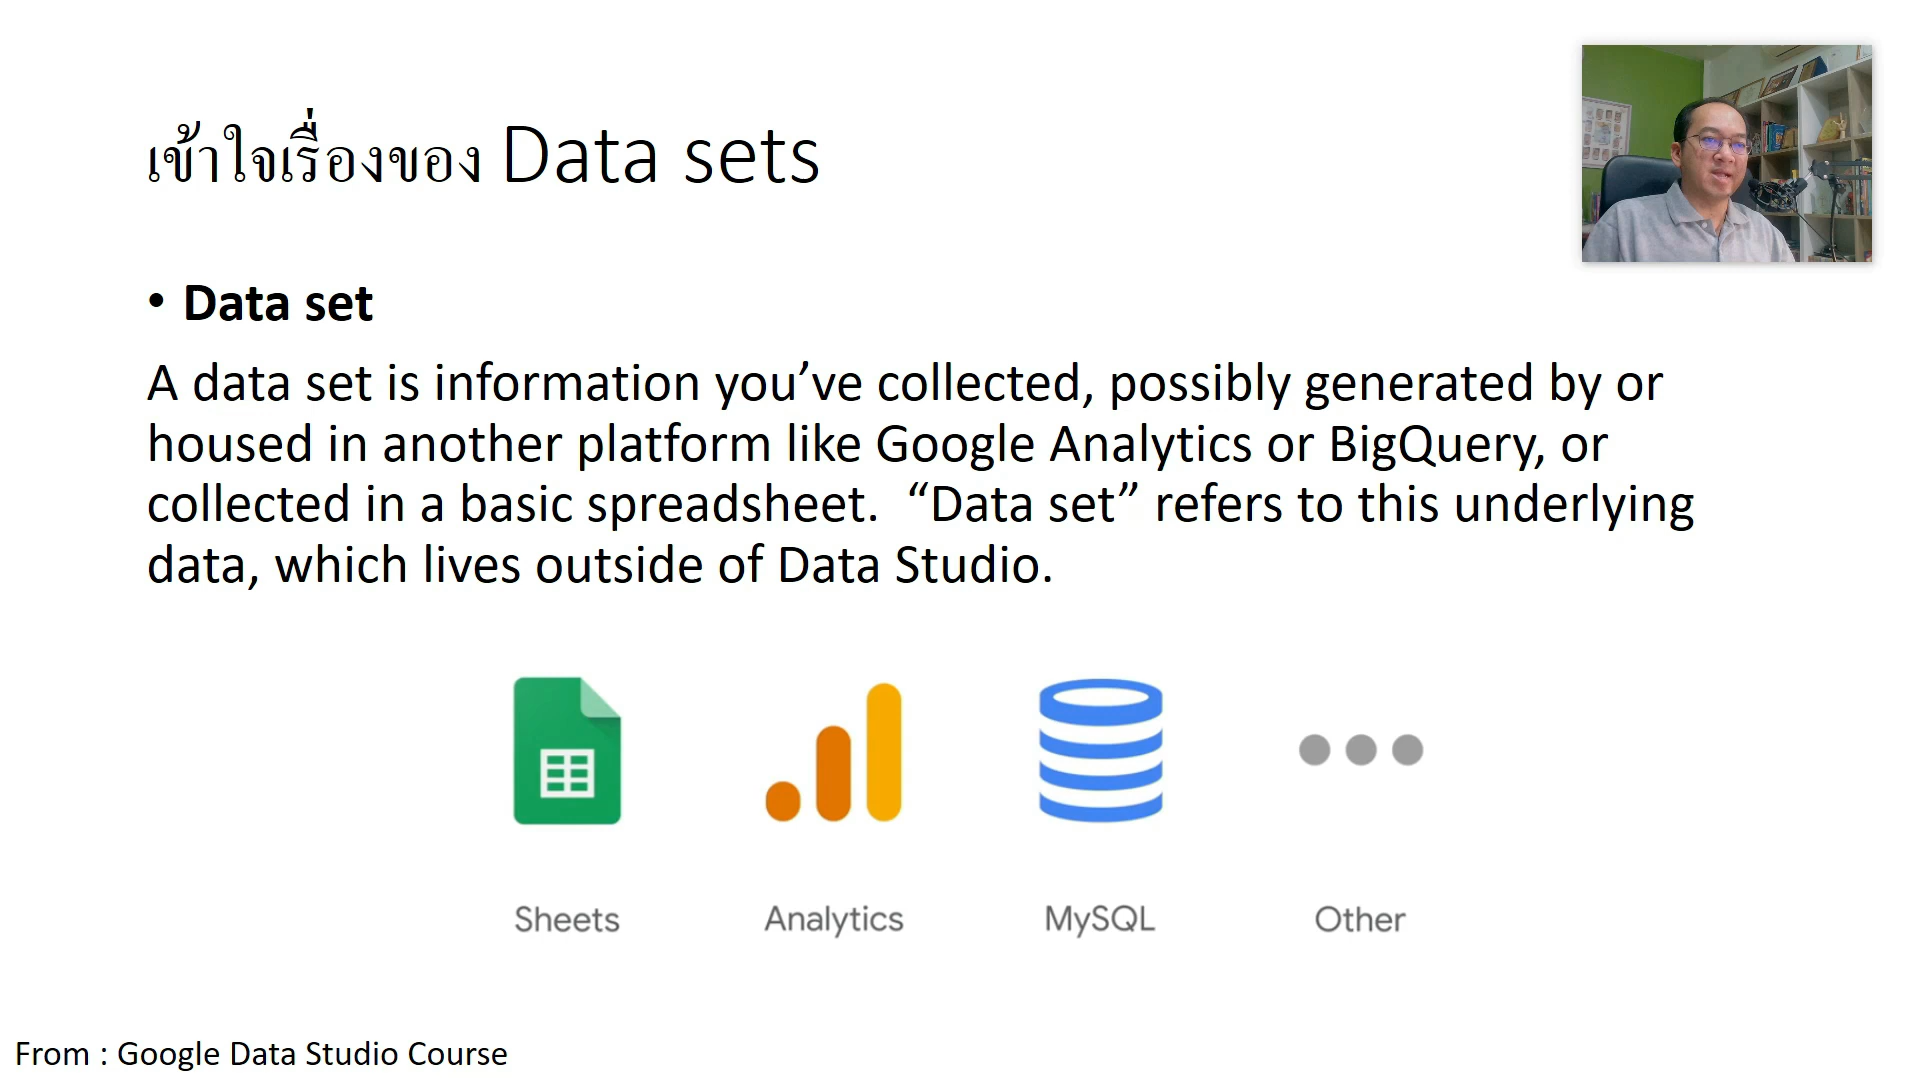 เข้าใจเรื่องของ Data sets
• Data set
A data set is information you’ve collected, possibly generated by or
housed in another platform like Google Analytics or BigQuery, or
collected in a basic spreadsheet.  “Data set” refers to this underlying
data, which lives outside of Data Studio.
Sheets Analytics MySQL Other
From : Google Data Studio Course